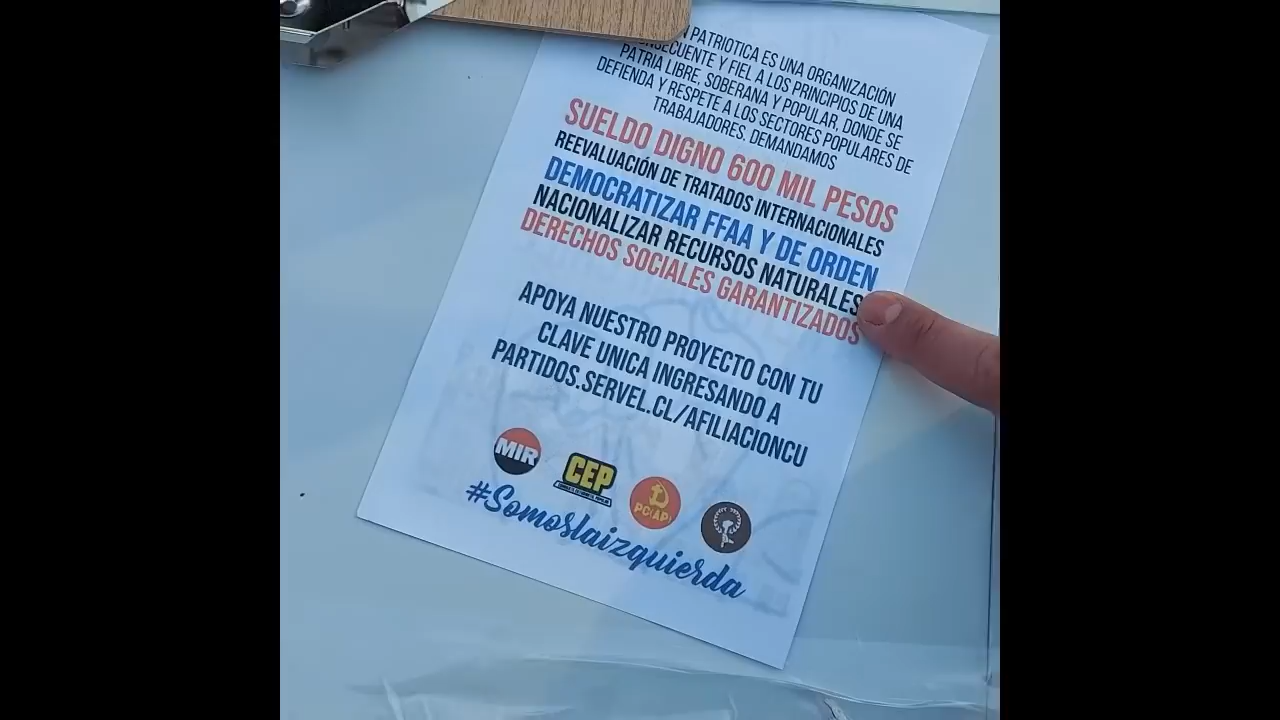 PATRIOTICA ES UNA ORGANIZACIÓN
CONSECUENTE Y FIEL A LOS PRINCIPIOS DE UNA
PATRIA LIBRE, SOBERANA Y POPULAR, DONDE SE
DEFIENDA Y RESPETE A LOS SECTORES POPULARES DE
TRABAJADORES, DEMANDAMOS
SUELDO DIGNO 600 MIL PESOS
REEVALUACIÓN DE TRATADOS INTERNACIONALES
DEMOCRATIZAR FFAA Y DE ORDEN
NACIONALIZAR RECURSOS NATURALES
DERECHOS SOCIALES GARANTIZADOS
APOYA NUESTRO PROYECTO CON TU
CLAVE UNICA INGRESANDO A
PARTIDOS.SERVEL.CL/AFILIACIONCU
MIR
CEP
PC(AP)
#Somoslaizquierda